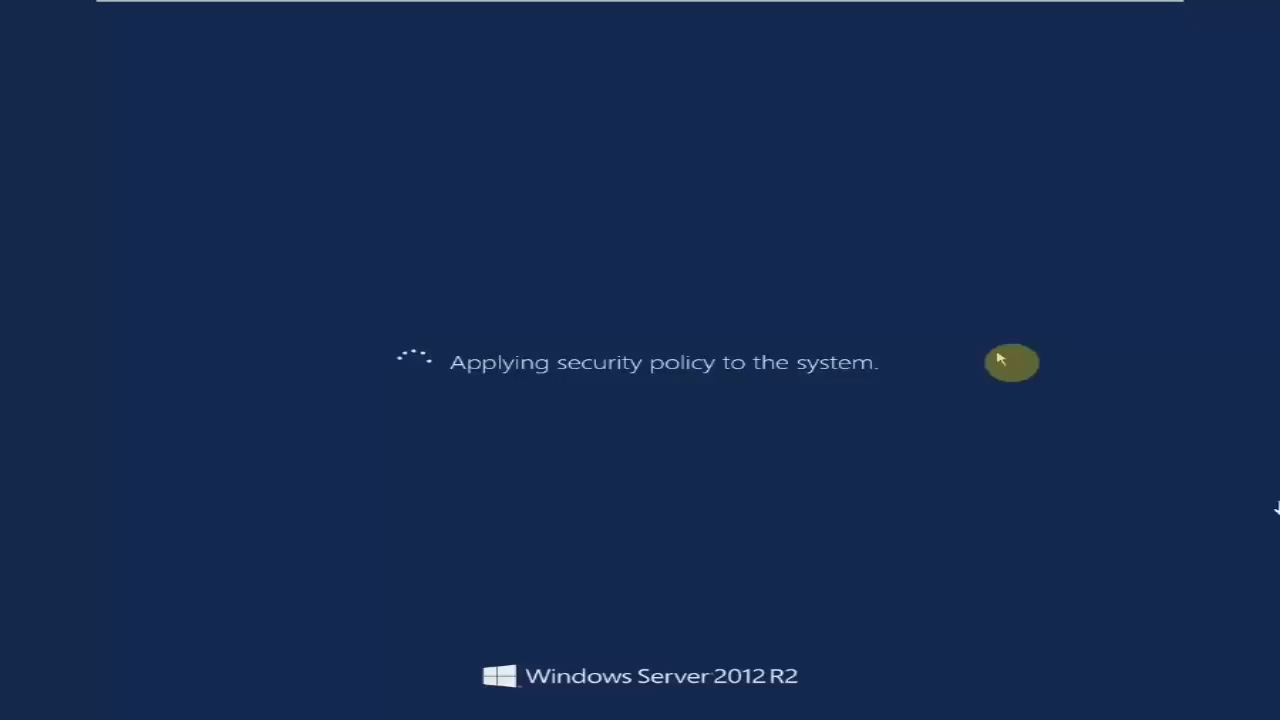 Applying security policy to the system.
Windows Server 2012 R2